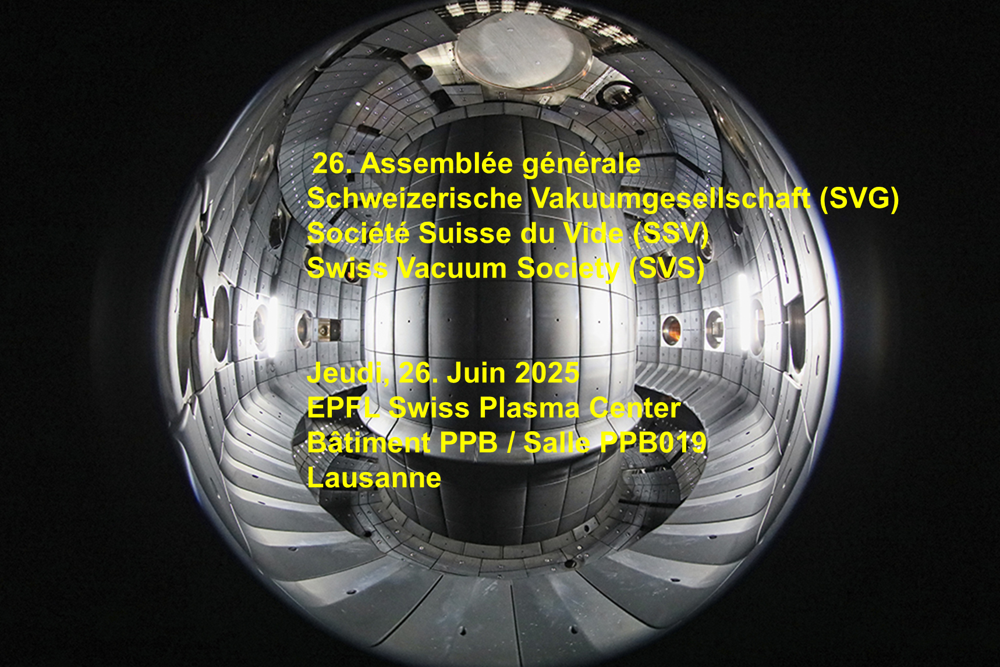 26. Assemblée générale
Schweizerische Vakuumgesellschaft (SVG)
Société Suisse du Vide (SSV)
Swiss Vacuum Society (SVS)
Jeudi, 26. Juin 2025
EPFL Swiss Plasma Center
Bâtiment PPB / Salle PPB019
Lausanne